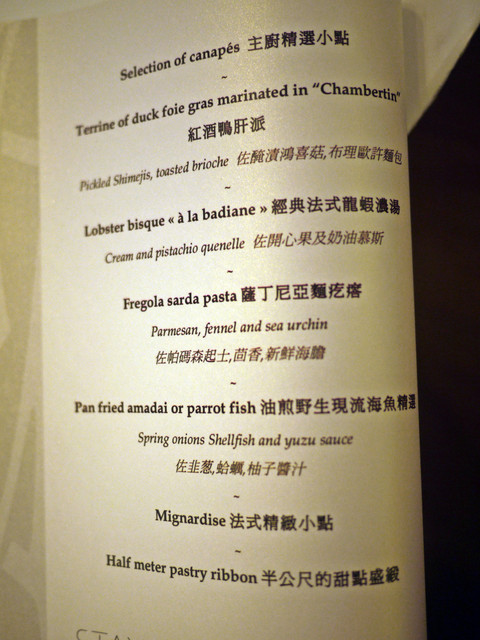 Selection of canapés 主廚精選小點
~
Terrine of duck foie gras marinated in "Chambertin"
紅酒鴨肝派
Pickled Shimejis, toasted brioche 佐醃漬鴻喜菇,布理歐許麵包
~
Lobster bisque « à la badiane » 經典法式龍蝦濃湯
Cream and pistachio quenelle 佐開心果及奶油慕斯
~
Fregola sarda pasta 薩丁尼亞麵疙瘩
Parmesan, fennel and sea urchin
佐帕碼森起士,茴香,新鮮海膽
~
Pan fried amadai or parrot fish 油煎野生現流海魚精選
Spring onions Shellfish and yuzu sauce
佐韭葱,蛤蠣,柚子醬汁
~
Mignardise 法式精緻小點
~
Half meter pastry ribbon 半公尺的甜點盛緞